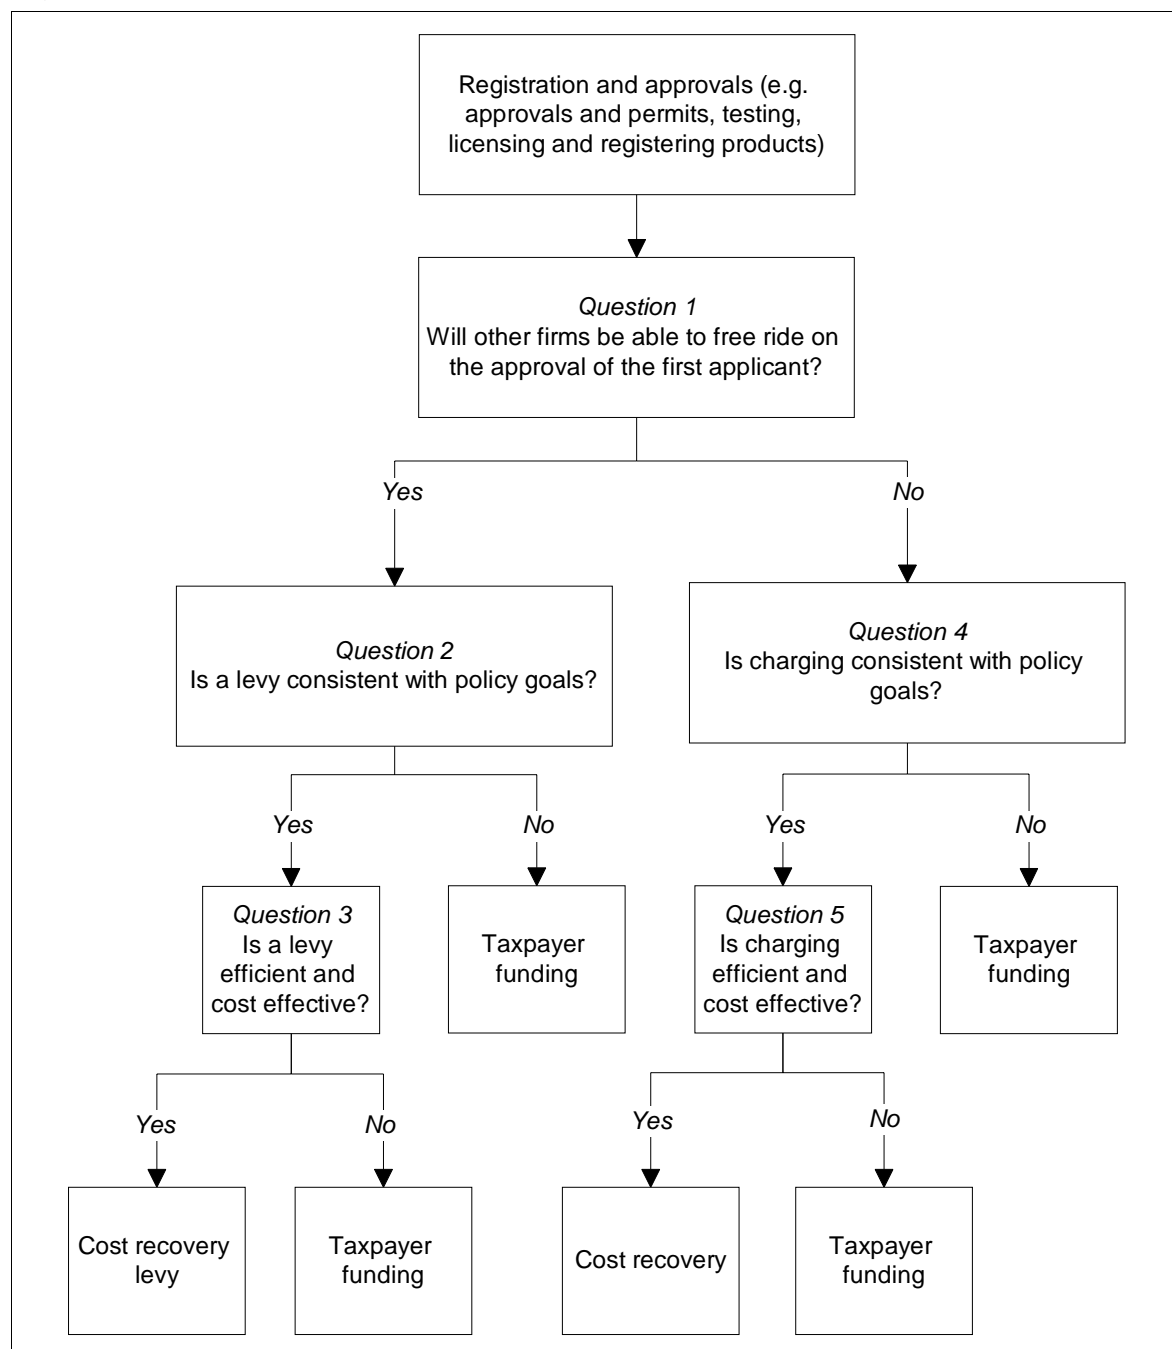 Registration and approvals (e.g.
approvals and permits, testing,
licensing and registering products)
Question 1
Will other firms be able to free ride on
the approval of the first applicant?
Yes
No
Question 2
Is a levy consistent with policy goals?
Question 4
Is charging consistent with policy
goals?
Yes
No
Yes
No
Question 3
Is a levy
efficient and
cost effective?
Taxpayer
funding
Question 5
Is charging
efficient and
cost effective?
Taxpayer
funding
Yes
No
Yes
No
Cost recovery
levy
Taxpayer
funding
Cost recovery
Taxpayer
funding